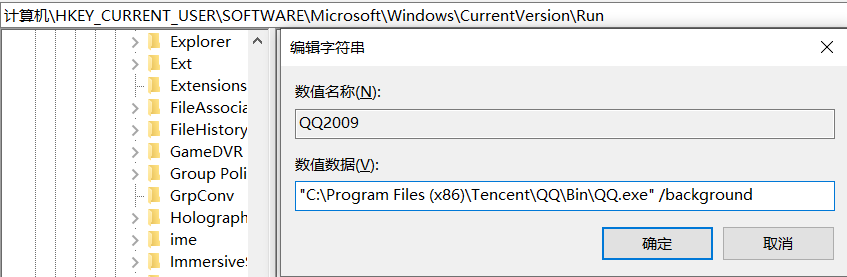 计算机\HKEY_CURRENT_USER\SOFTWARE\Microsoft\Windows\CurrentVersion\Run
Explorer
Ext
Extensions
FileAssocia
FileHistory
GameDVR
Group Poli
GrpConv
Holograph
ime
Immersive
编辑字符串
数值名称(N):
QQ2009
数值数据(V):
"C:\Program Files (x86)\Tencent\QQ\Bin\QQ.exe" /background
确定
取消